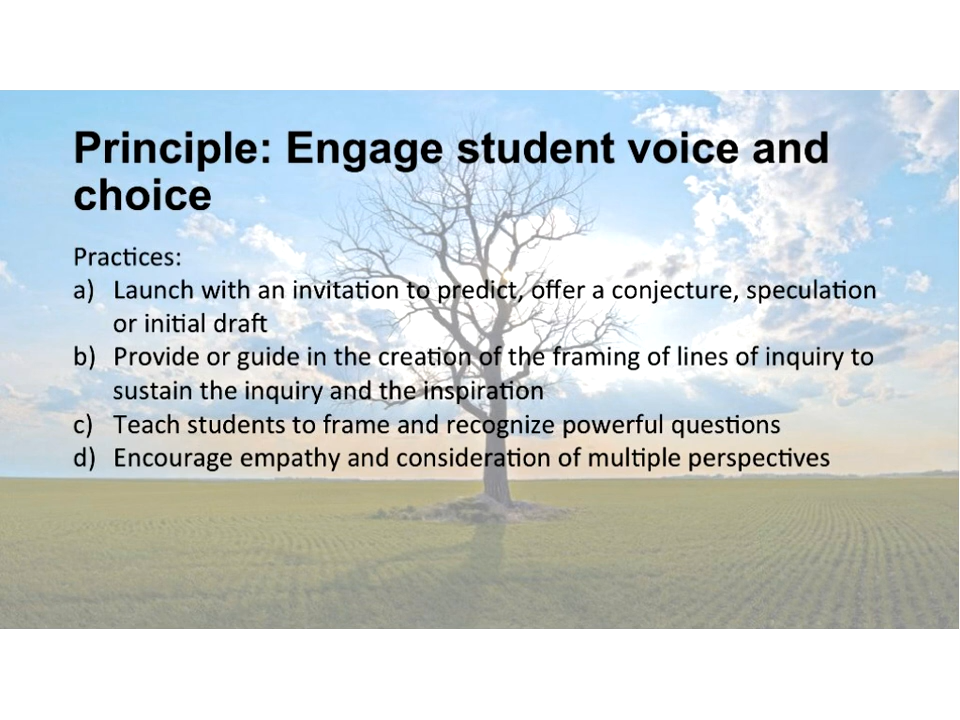 Principle: Engage student voice and
choice
Practices:
a) Launch with an invitation to predict, offer a conjecture, speculation
or initial draft
b) Provide or guide in the creation of the framing of lines of inquiry to
sustain the inquiry and the inspiration
c) Teach students to frame and recognize powerful questions
d) Encourage empathy and consideration of multiple perspectives